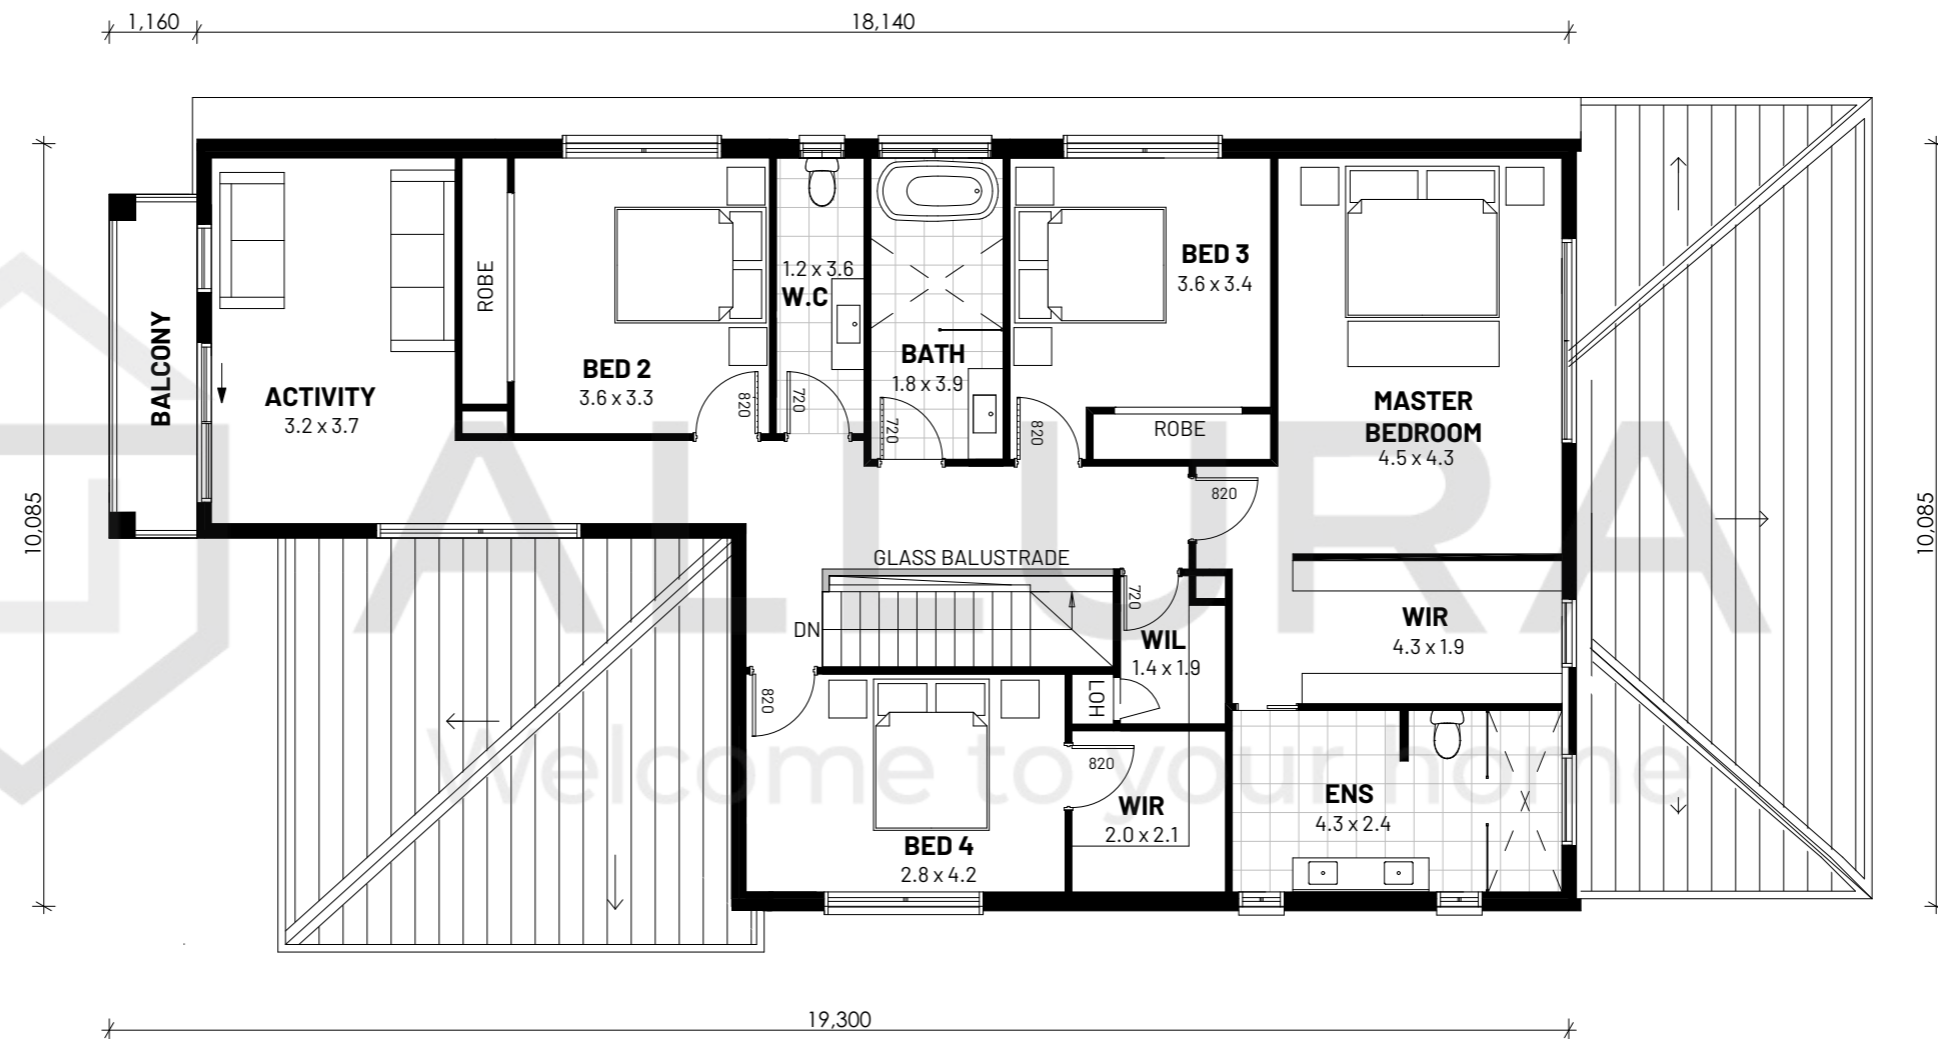 1,160
18,140
10,085
BALCONY
ACTIVITY
3.2 x 3.7
ROBE
BED 2
3.6 x 3.3
820
1.2 x 3.6
W.C
720
BATH
1.8 x 3.9
720
BED 3
3.6 x 3.4
820
ROBE
MASTER
BEDROOM
4.5 x 4.3
820
10,085
GLASS BALUSTRADE
DN
720
WIL
1.4 x 1.9
LOH
WIR
4.3 x 1.9
820
BED 4
2.8 x 4.2
820
WIR
2.0 x 2.1
ENS
4.3 x 2.4
ALLURA
Welcome to your home
19,300